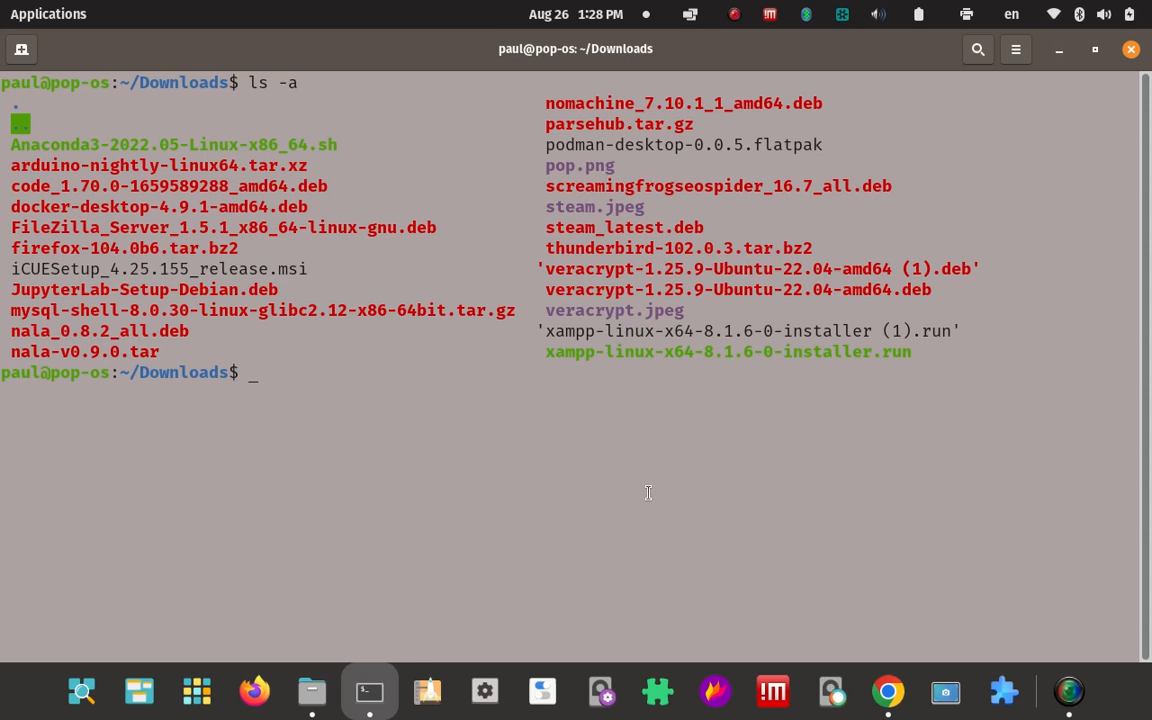 Applications
Aug 26 1:28 PM
en
paul@pop-os: ~/Downloads
paul@pop-os:~/Downloads$ ls -a
.
..
Anaconda3-2022.05-Linux-x86_64.sh
arduino-nightly-linux64.tar.xz
code_1.70.0-1659589288_amd64.deb
docker-desktop-4.9.1-amd64.deb
FileZilla_Server_1.5.1_x86_64-linux-gnu.deb
firefox-104.0b6.tar.bz2
iCUESetup_4.25.155_release.msi
JupyterLab-Setup-Debian.deb
mysql-shell-8.0.30-linux-glibc2.12-x86-64bit.tar.gz
nala_0.8.2_all.deb
nala-v0.9.0.tar
nomachine_7.10.1_1_amd64.deb
parsehub.tar.gz
podman-desktop-0.0.5.flatpak
pop.png
screamingfrogseospider_16.7_all.deb
steam.jpeg
steam_latest.deb
thunderbird-102.0.3.tar.bz2
'veracrypt-1.25.9-Ubuntu-22.04-amd64 (1).deb'
veracrypt-1.25.9-Ubuntu-22.04-amd64.deb
veracrypt.jpeg
'xampp-linux-x64-8.1.6-0-installer (1).run'
xampp-linux-x64-8.1.6-0-installer.run
paul@pop-os:~/Downloads$ _